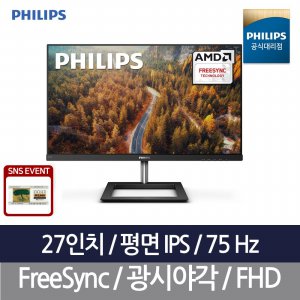 PHILIPS
PHILIPS
공식대리점
PHILIPS
AMD
FREESYNC
TECHNOLOGY
PHILIPS
SNS EVENT
27인치 / 평면 IPS / 75 Hz
FreeSync / 광시야각 / FHD